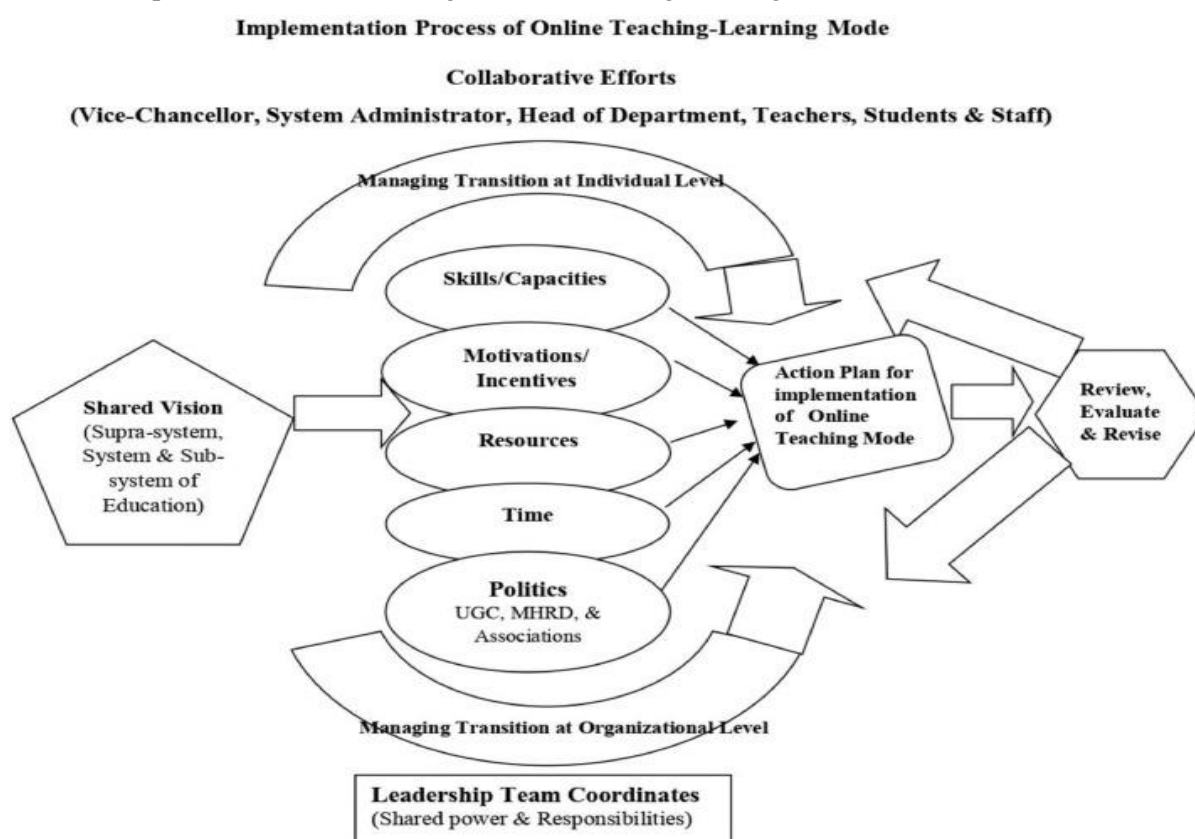 Implementation Process of Online Teaching-Learning Mode
Collaborative Efforts
(Vice-Chancellor, System Administrator, Head of Department, Teachers, Students & Staff)
Managing Transition at Individual Level
Skills/Capacities
Motivations/
Incentives
Resources
Time
Politics
UGC, MHRD, &
Associations
Shared Vision
(Supra-system,
System & Sub-
system of
Education)
Action Plan for
implementation
of Online
Teaching Mode
Review,
Evaluate
& Revise
Managing Transition at Organizational Level
Leadership Team Coordinates
(Shared power & Responsibilities)